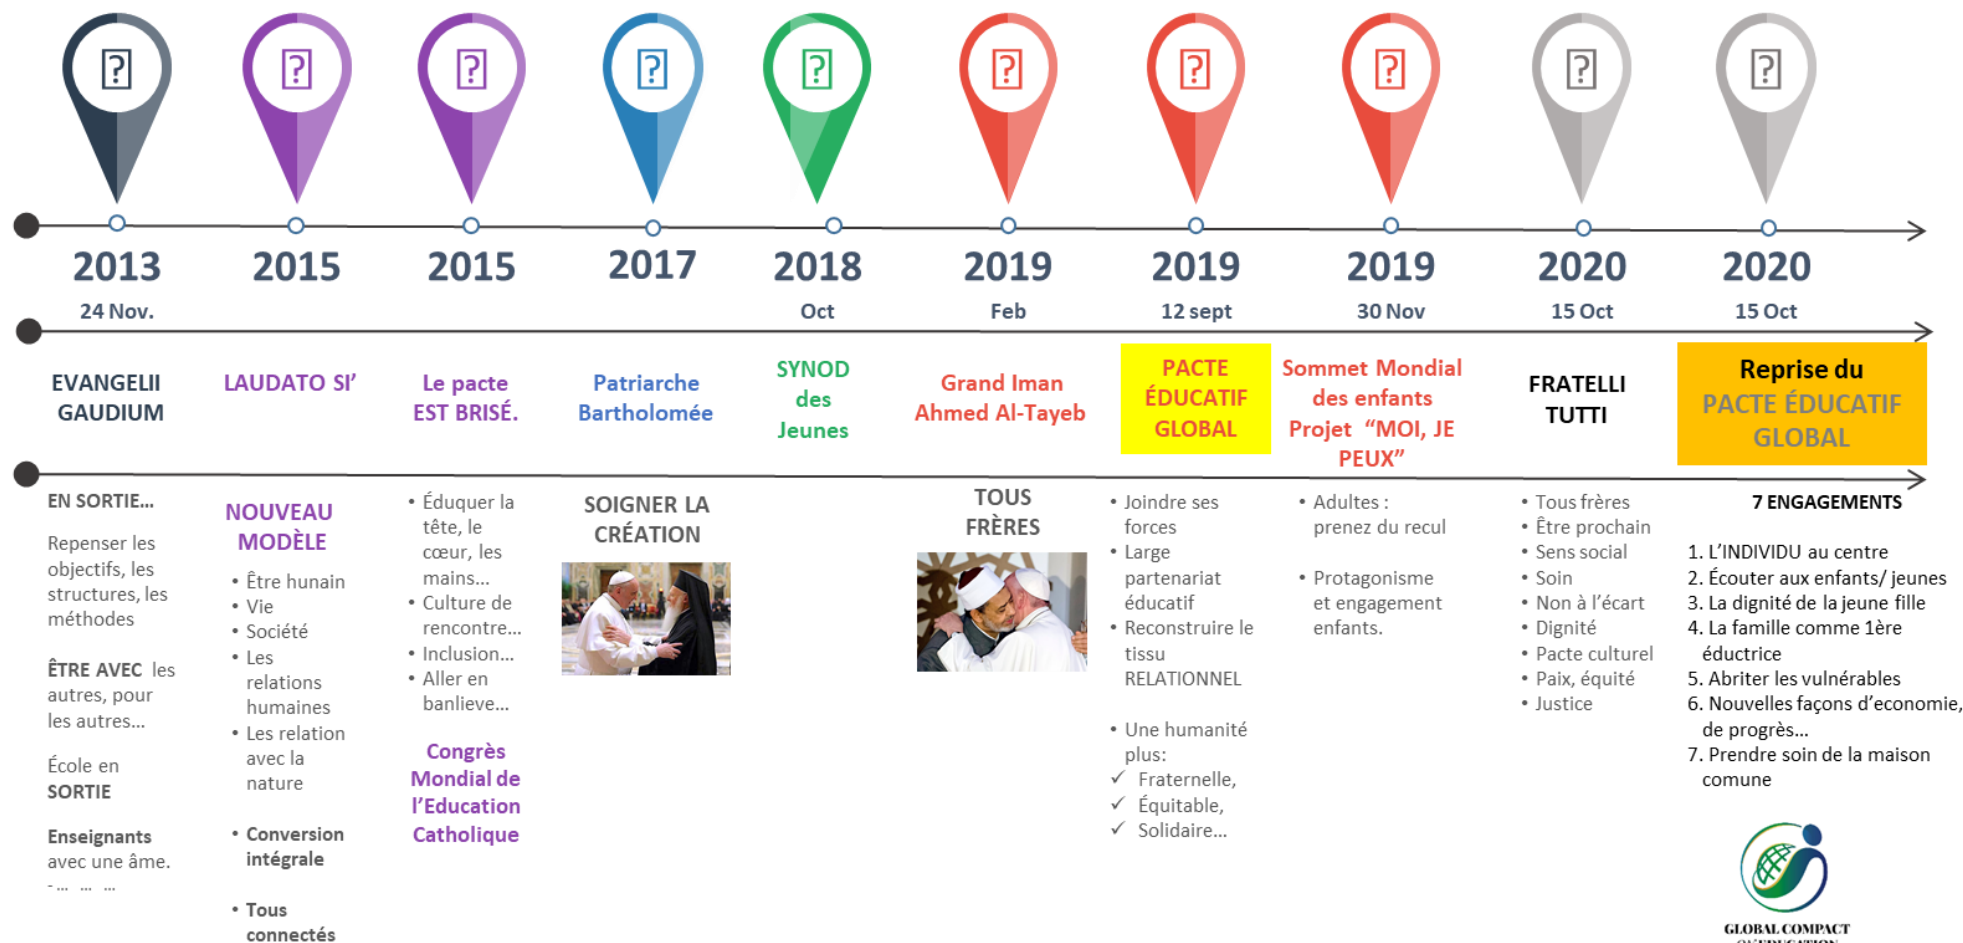 2013
24 Nov.
2015
2015
2017
2018
Oct
2019
Feb
2019
12 sept
2019
30 Nov
2020
15 Oct
2020
15 Oct
EVANGELII
GAUDIUM
LAUDATO SI’
Le pacte
EST BRISÉ.
Patriarche
Bartholomée
SYNOD
des
Jeunes
Grand Iman
Ahmed Al-Tayeb
PACTE
ÉDUCATIF
GLOBAL
Sommet Mondial
des enfants
Projet “MOI, JE
PEUX”
FRATELLI
TUTTI
Reprise du
PACTE ÉDUCATIF
GLOBAL
EN SORTIE...
Repenser les
objectifs, les
structures, les
méthodes
ÊTRE AVEC les
autres, pour
les autres...
École en
SORTIE
Enseignants
avec une âme.
- ... ... ...
NOUVEAU
MODÈLE
• Être hunain
• Vie
• Société
• Les
relations
humaines
• Les relation
avec la
nature
• Conversion
intégrale
• Tous
connectés
• Éduquer la
tête, le
cœur, les
mains...
• Culture de
rencontre...
• Inclusion...
• Aller en
banlieve...
Congrès
Mondial de
l’Education
Catholique
SOIGNER LA
CRÉATION
TOUS
FRÈRES
• Joindre ses
forces
• Large
partenariat
éducatif
• Reconstruire le
tissu
RELATIONNEL
• Une humanité
plus:
✓ Fraternelle,
✓ Équitable,
✓ Solidaire...
• Adultes :
prenez du recul
• Protagonisme
et engagement
enfants.
• Tous frères
• Être prochain
• Sens social
• Soin
• Non à l’écart
• Dignité
• Pacte culturel
• Paix, équité
• Justice
7 ENGAGEMENTS
1. L’INDIVIDU au centre
2. Écouter aux enfants/ jeunes
3. La dignité de la jeune fille
4. La famille comme 1ère
éductrice
5. Abriter les vulnérables
6. Nouvelles façons d’economie,
de progrès...
7. Prendre soin de la maison
comune
GLOBAL COMPACT